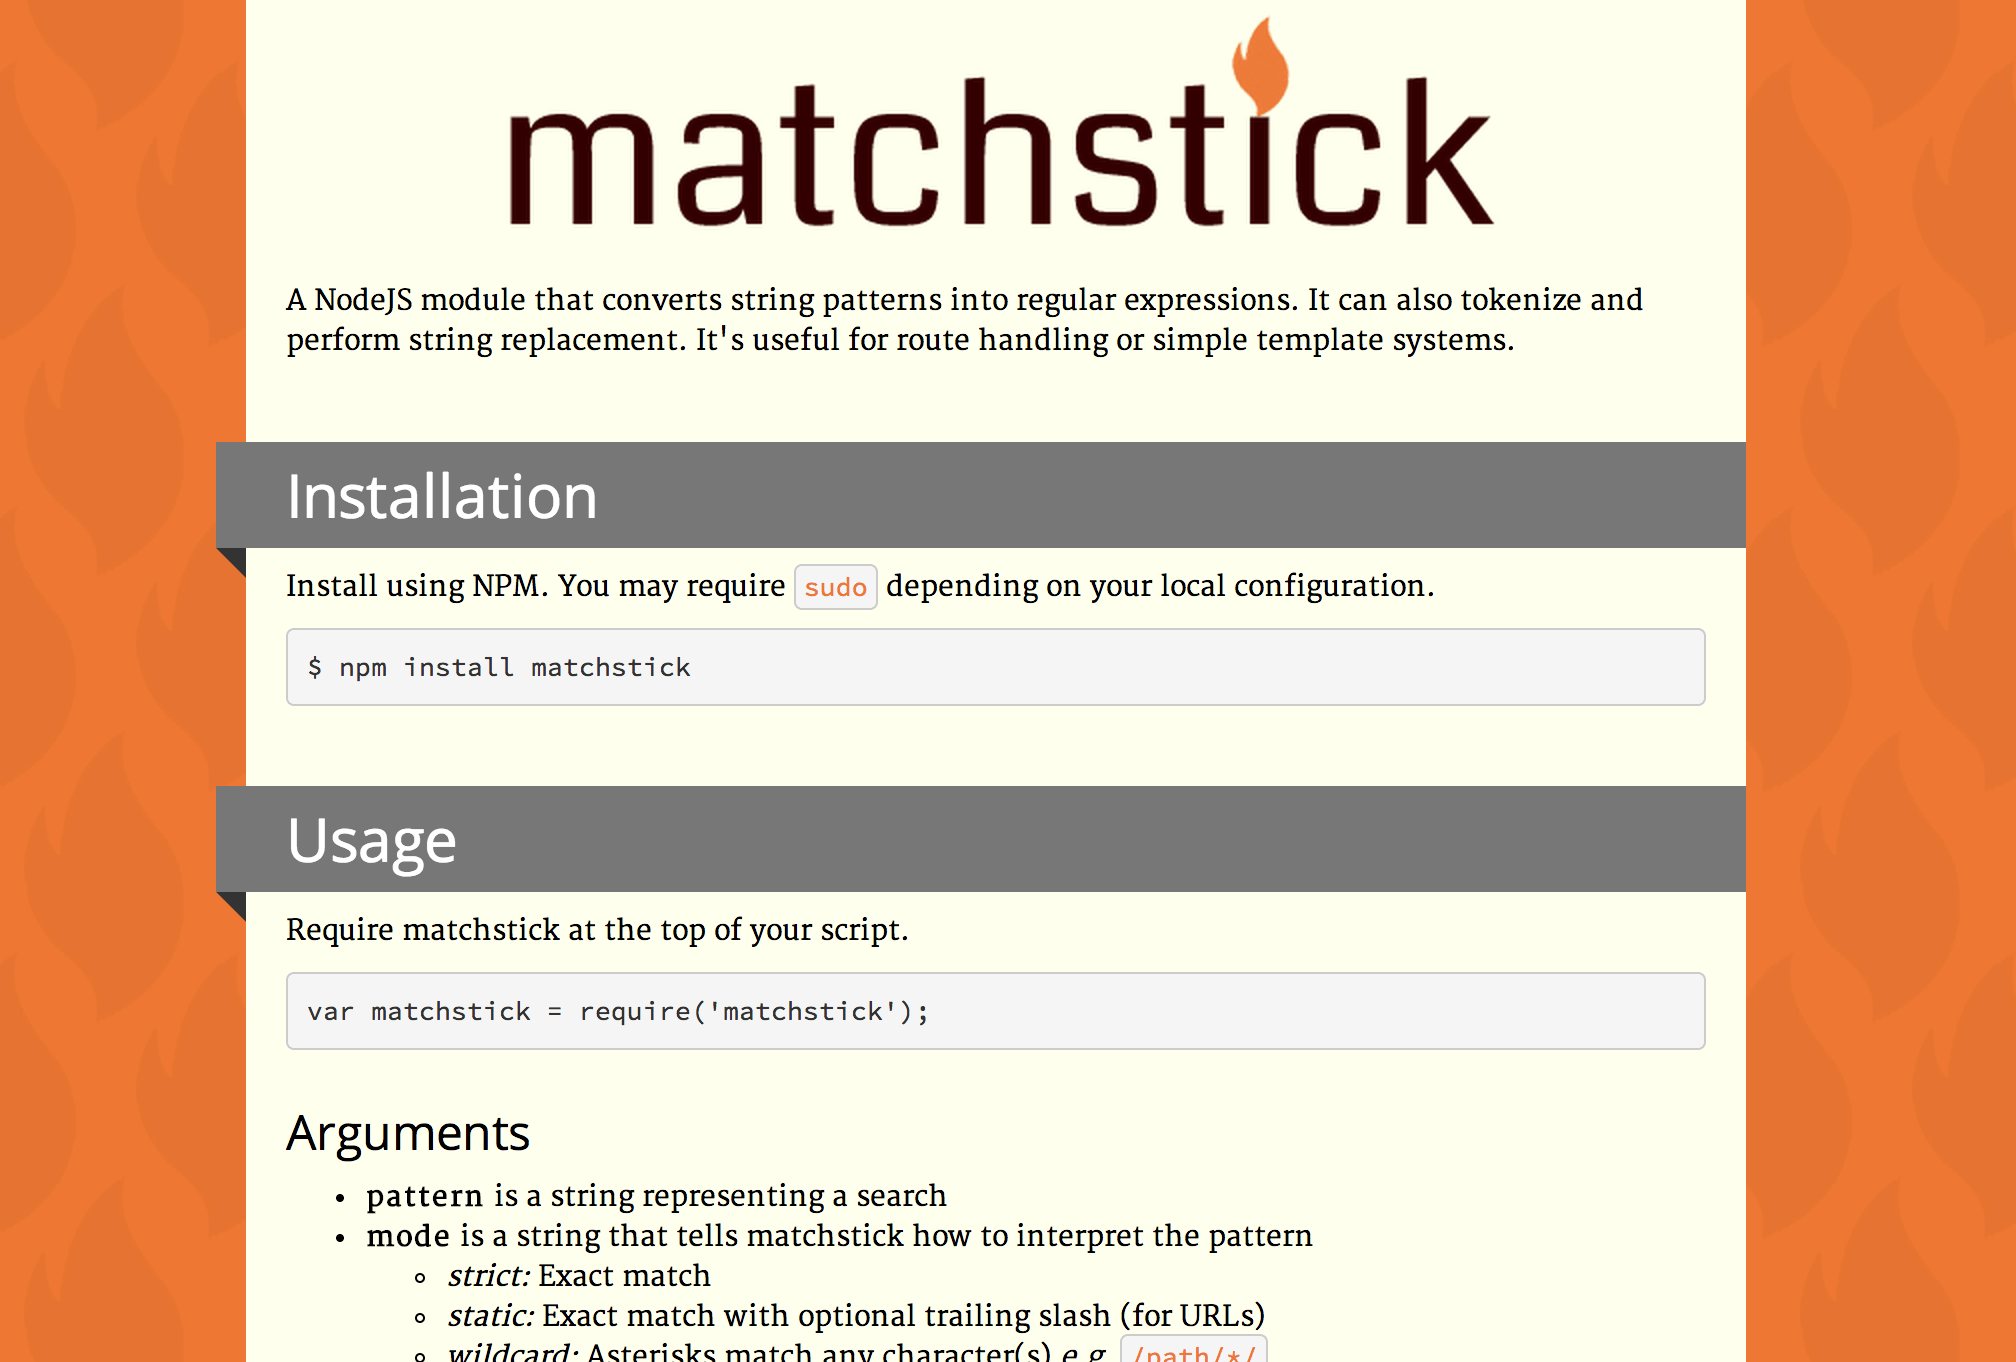 matchstick
A NodeJS module that converts string patterns into regular expressions. It can also tokenize and
perform string replacement. It's useful for route handling or simple template systems.
Installation
Install using NPM. You may require sudo depending on your local configuration.
$ npm install matchstick
Usage
Require matchstick at the top of your script.
var matchstick = require('matchstick');
Arguments
• pattern is a string representing a search
• mode is a string that tells matchstick how to interpret the pattern
◦ strict: Exact match
◦ static: Exact match with optional trailing slash (for URLs)
◦ wildcard: Asterisks match any character(s) e.g. /path/*/